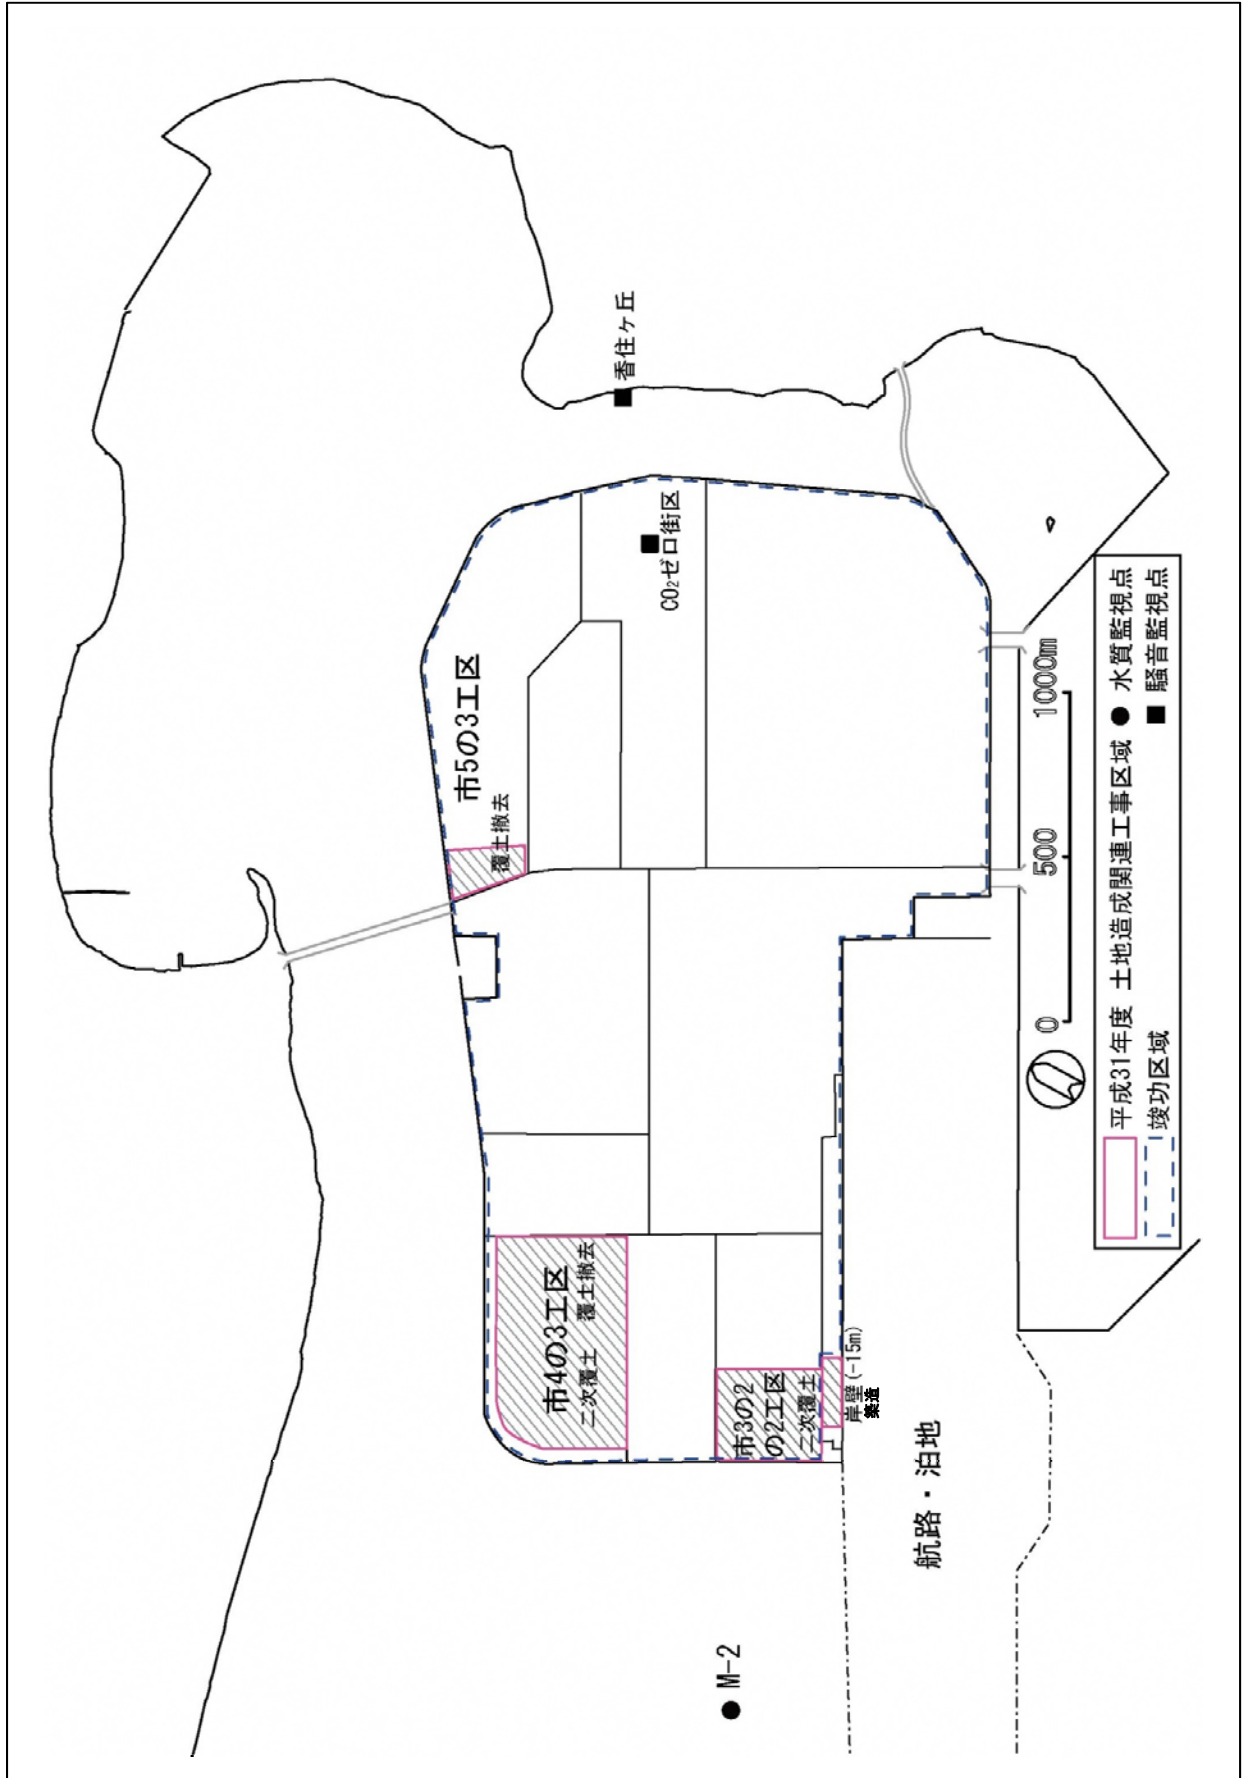 香住ヶ丘
CO₂ゼロ街区
市5の3工区
覆土撤去
市4の3工区
二次覆土 覆土撤去
市3の2
の2工区
二次覆土
岸壁(-15m)
築造
航路・泊地
M-2
0 500 1000m
平成31年度 土地造成関連工事区域 ● 水質監視点
竣功区域 ■ 騒音監視点